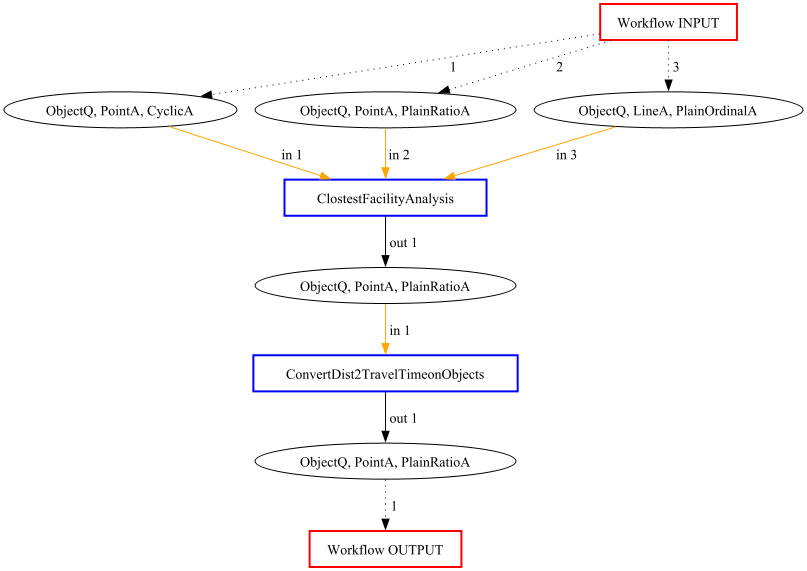 Workflow INPUT
1
2
3
ObjectQ, PointA, CyclicA
ObjectQ, PointA, PlainRatioA
ObjectQ, LineA, PlainOrdinalA
in 1
in 2
in 3
ClostestFacilityAnalysis
out 1
ObjectQ, PointA, PlainRatioA
in 1
ConvertDist2TravelTimeonObjects
out 1
ObjectQ, PointA, PlainRatioA
1
Workflow OUTPUT